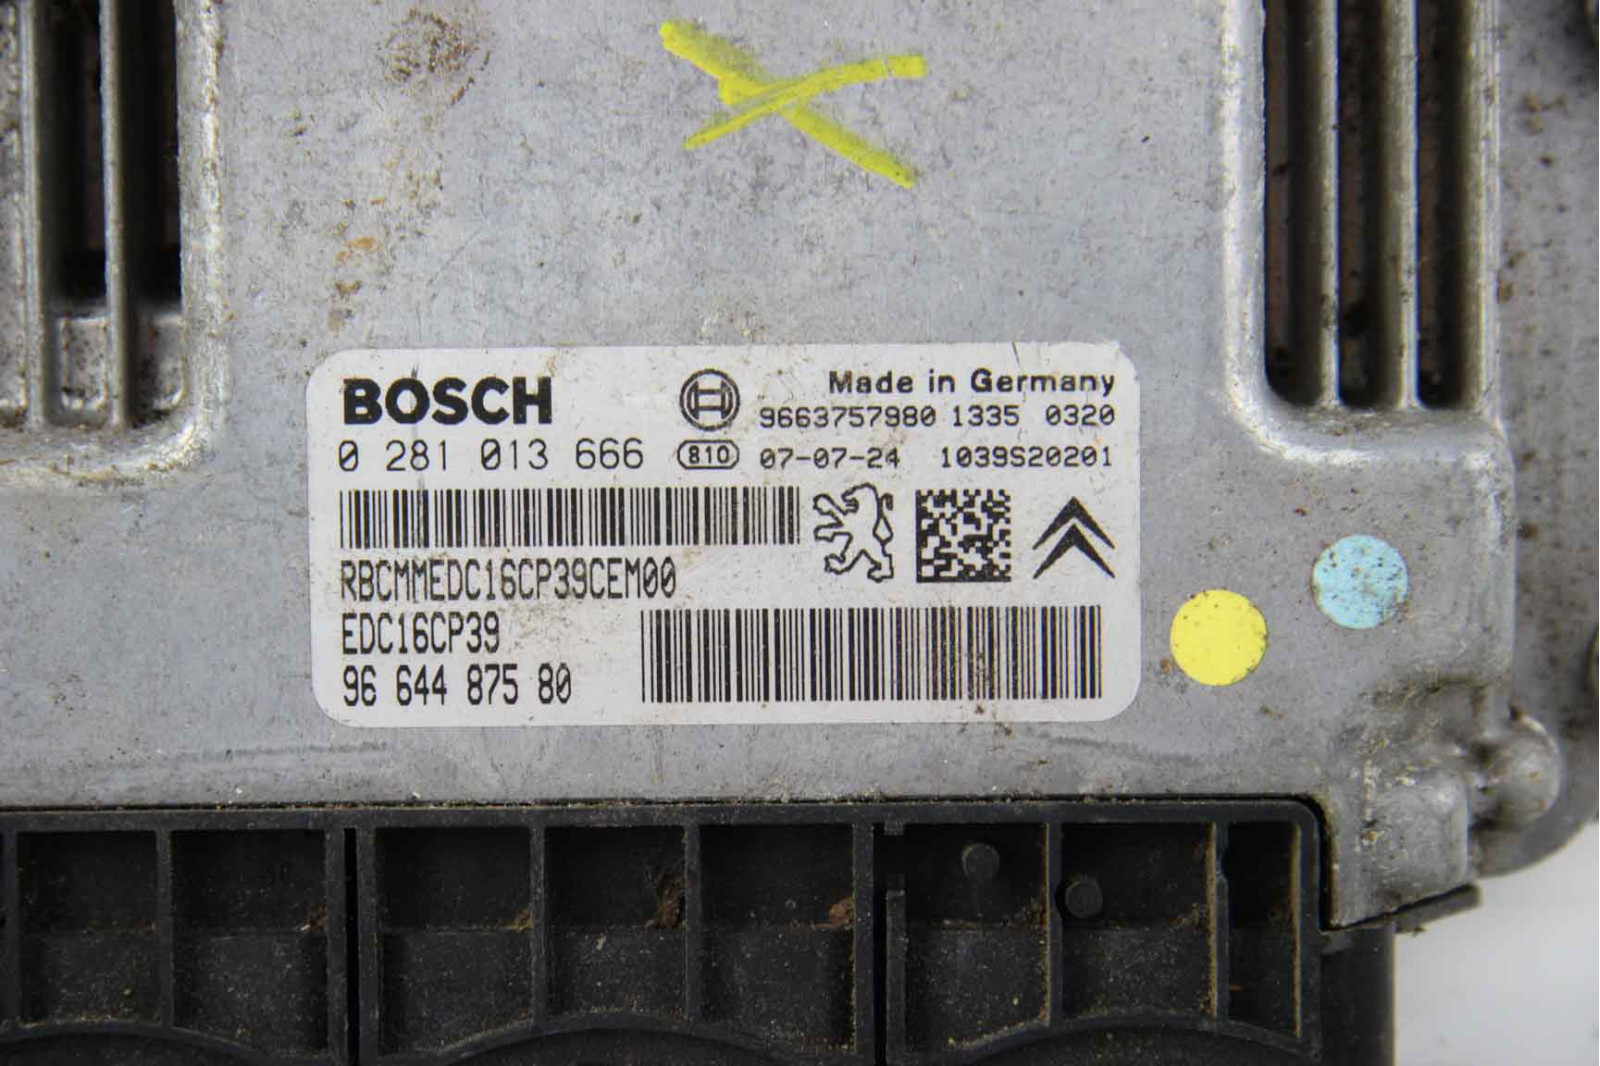 BOSCH
Made in Germany
9663757980 1335 0320
0 281 013 666 810 07-07-24 1039S20201
RBCMMEDC16CP39CEM00
EDC16CP39
96 644 875 80